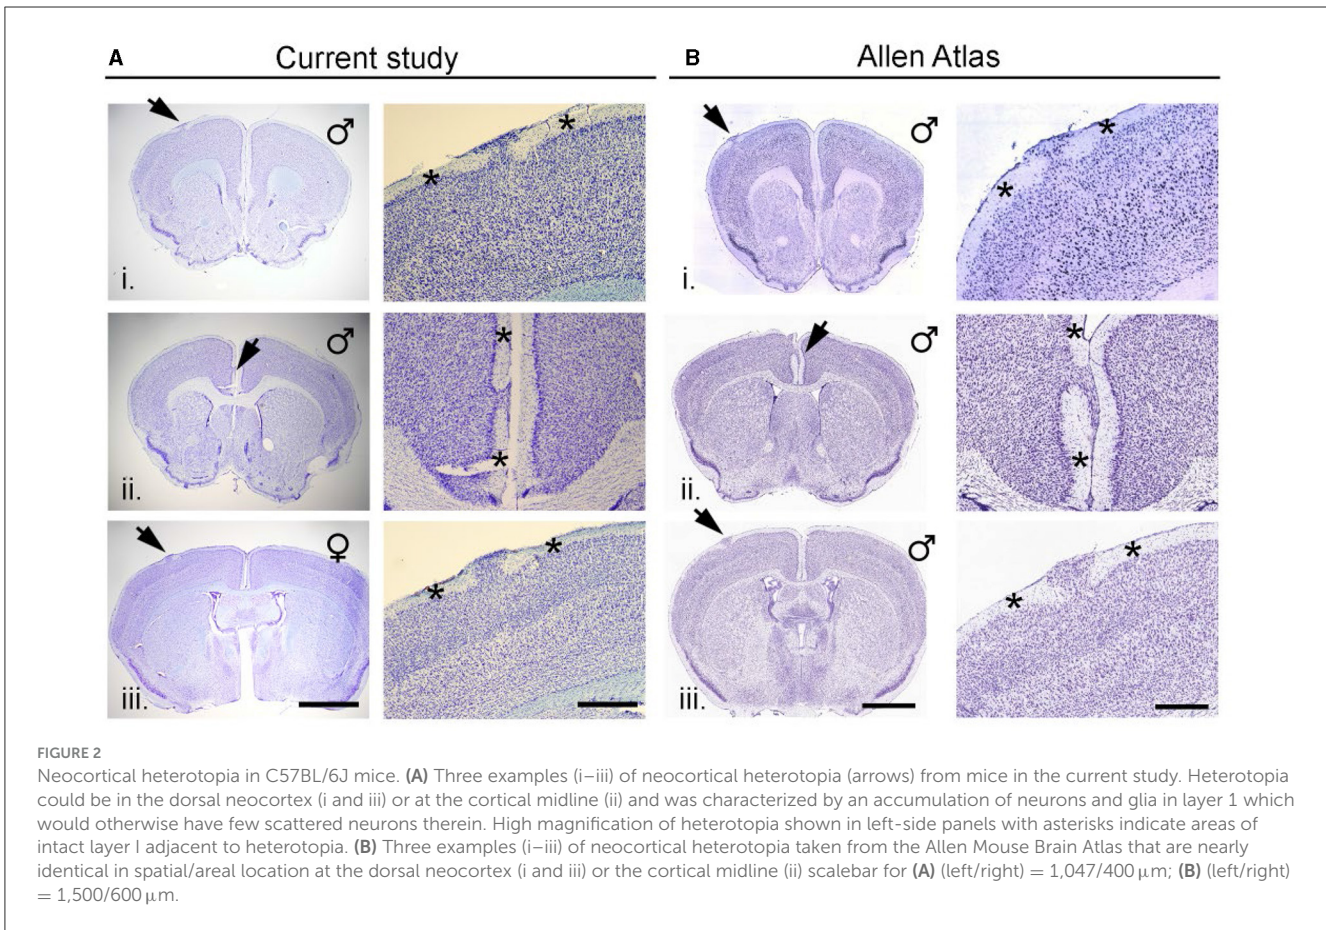 A Current study B Allen Atlas
♂ * * ♂ * *
i. i.
♂ * * ♂ * *
ii. ii.
♀ * * ♂ * *
iii. iii.
FIGURE 2
Neocortical heterotopia in C57BL/6J mice. (A) Three examples (i–iii) of neocortical heterotopia (arrows) from mice in the current study. Heterotopia
could be in the dorsal neocortex (i and iii) or at the cortical midline (ii) and was characterized by an accumulation of neurons and glia in layer 1 which
would otherwise have few scattered neurons therein. High magnification of heterotopia shown in left-side panels with asterisks indicate areas of
intact layer I adjacent to heterotopia. (B) Three examples (i–iii) of neocortical heterotopia taken from the Allen Mouse Brain Atlas that are nearly
identical in spatial/areal location at the dorsal neocortex (i and iii) or the cortical midline (ii) scalebar for (A) (left/right) = 1,047/400 μm; (B) (left/right)
= 1,500/600 μm.